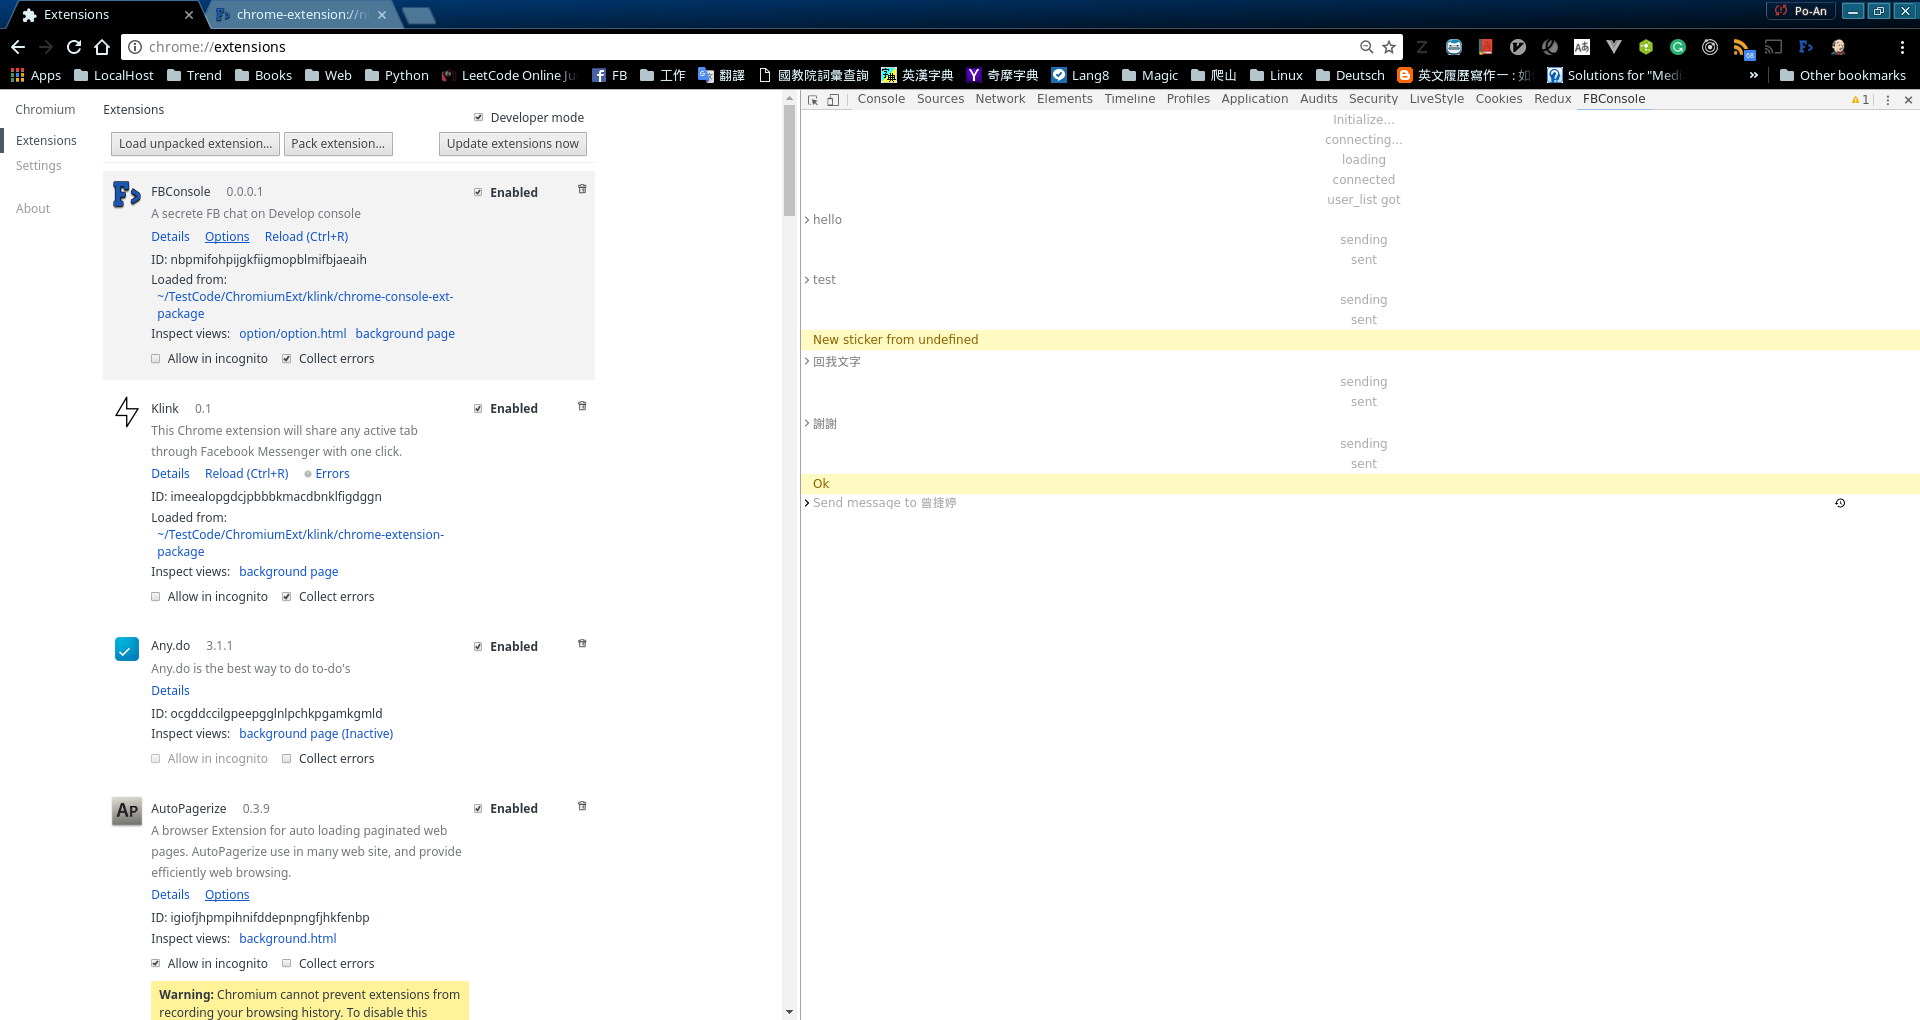 Extensions
chrome-extension://n
Po-An
chrome://extensions
Apps LocalHost Trend Books Web Python LeetCode Online Ju FB 工作 翻譯 國教院詞彙查詢 英漢字典 奇摩字典 Lang8 Magic 爬山 Linux Deutsch 英文履歷寫作一 : 如 Solutions for "Medi » Other bookmarks
Chromium
Extensions
Settings
About
Extensions
Developer mode
Load unpacked extension... Pack extension... Update extensions now
FBConsole 0.0.0.1 Enabled
A secrete FB chat on Develop console
Details Options Reload (Ctrl+R)
ID: nbpmifohpijgkfiigmopblmifbjaeaih
Loaded from:
~/TestCode/ChromiumExt/klink/chrome-console-ext-
package
Inspect views: option/option.html background page
Allow in incognito Collect errors
Klink 0.1 Enabled
This Chrome extension will share any active tab
through Facebook Messenger with one click.
Details Reload (Ctrl+R) Errors
ID: imeealopgdcjpbbbkmacdbnklfigdggn
Loaded from:
~/TestCode/ChromiumExt/klink/chrome-extension-
package
Inspect views: background page
Allow in incognito Collect errors
Any.do 3.1.1 Enabled
Any.do is the best way to do to-do's
Details
ID: ocgddccilgpeepgglnlpchkpgamkgmld
Inspect views: background page (Inactive)
Allow in incognito Collect errors
AP AutoPagerize 0.3.9 Enabled
A browser Extension for auto loading paginated web
pages. AutoPagerize use in many web site, and provide
efficiently web browsing.
Details Options
ID: igiofjhpmpihnifddepnpngfjhkfenbp
Inspect views: background.html
Allow in incognito Collect errors
Warning: Chromium cannot prevent extensions from
recording your browsing history. To disable this
Console Sources Network Elements Timeline Profiles Application Audits Security LiveStyle Cookies Redux FBConsole 1
Initialize...
connecting...
loading
connected
user_list got
> hello
sending
sent
> test
sending
sent
New sticker from undefined
> 回我文字
sending
sent
> 謝謝
sending
sent
Ok
> Send message to 曾捷婷